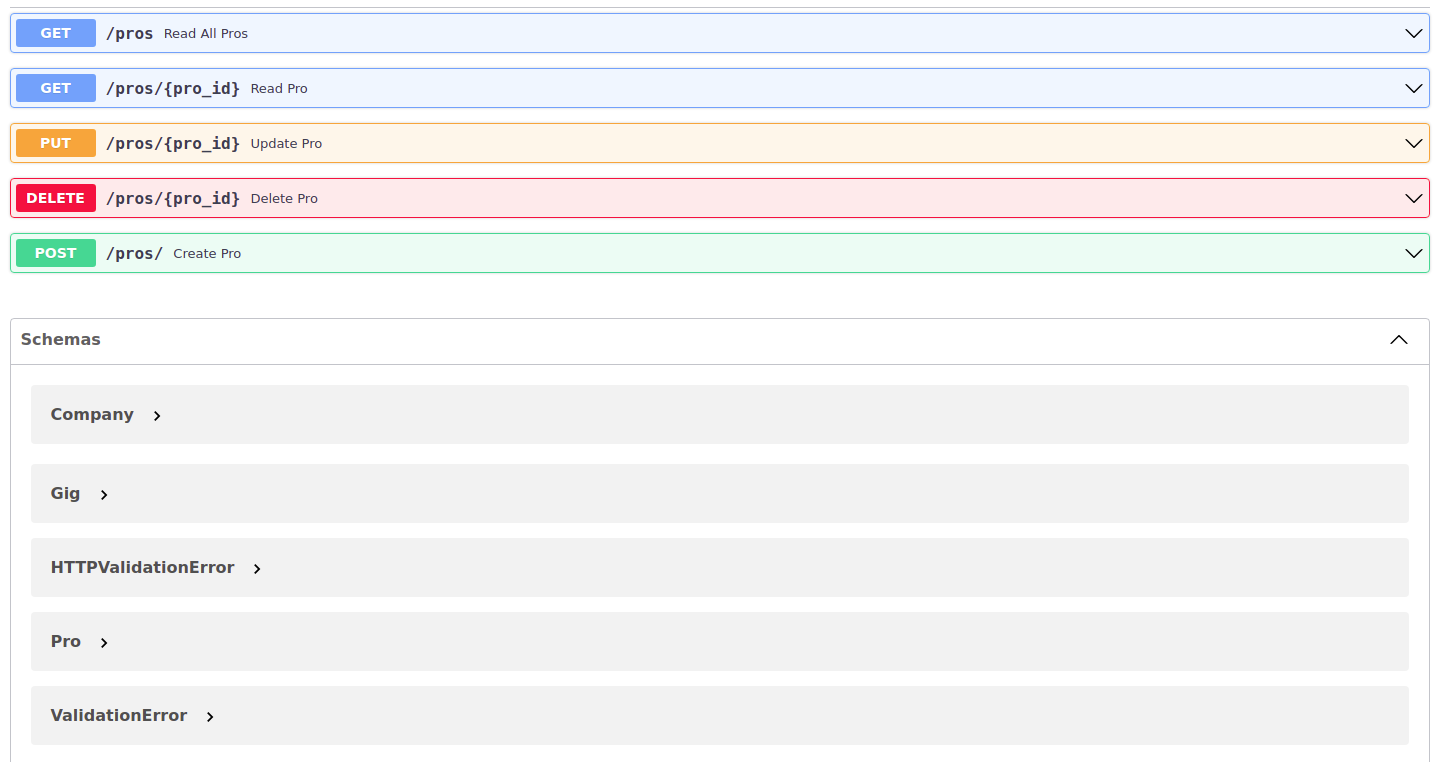 GET /pros Read All Pros
GET /pros/{pro_id} Read Pro
PUT /pros/{pro_id} Update Pro
DELETE /pros/{pro_id} Delete Pro
POST /pros/ Create Pro
Schemas
Company
Gig
HTTPValidationError
Pro
ValidationError